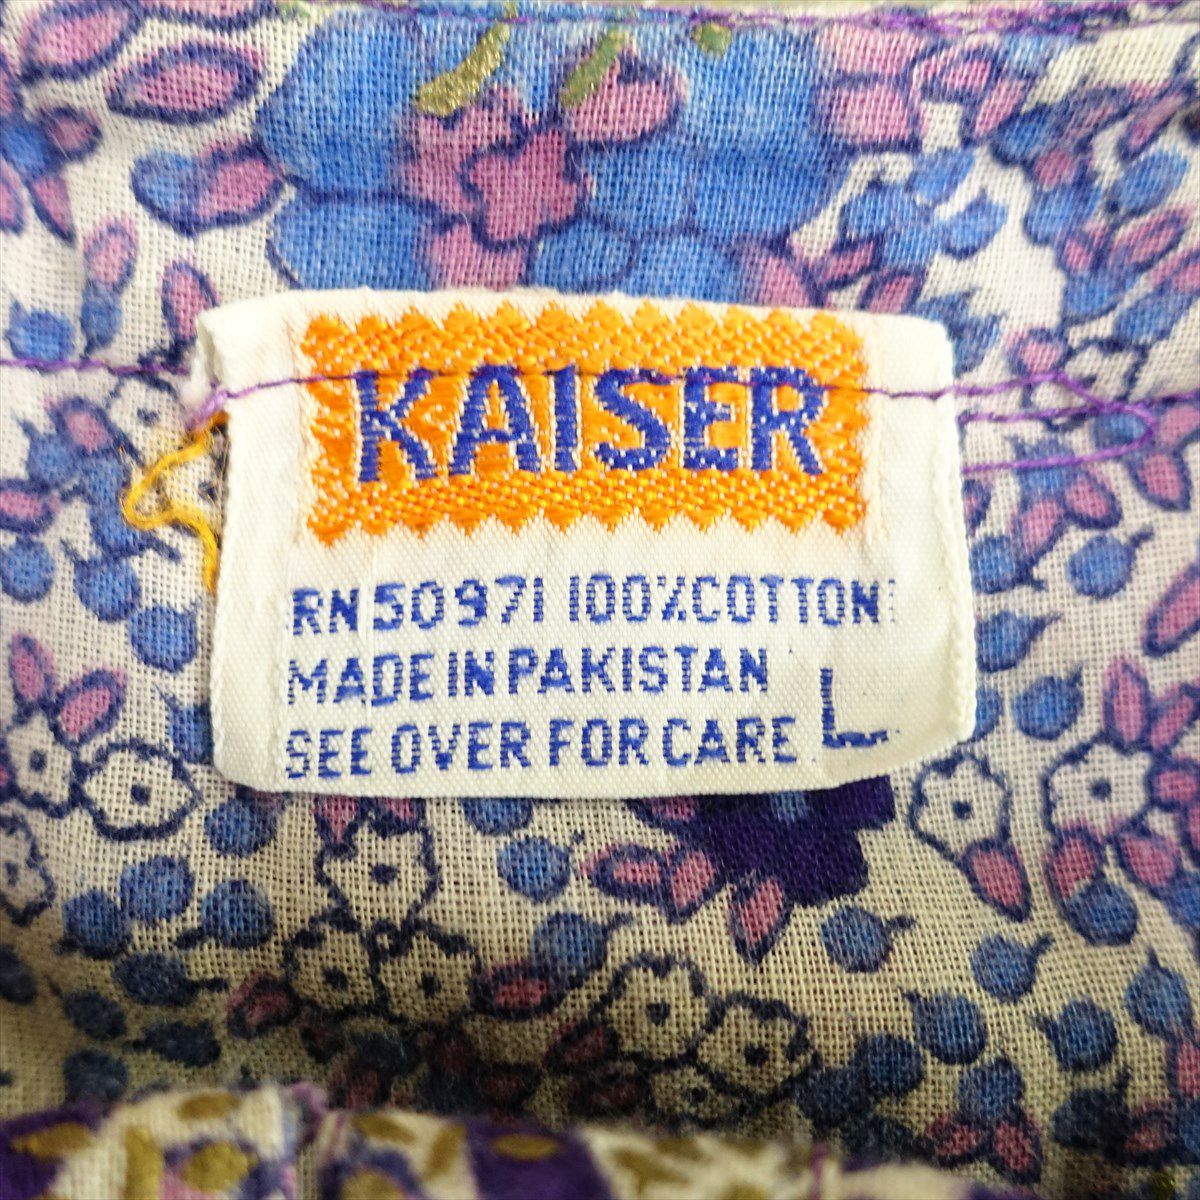 KAISER
RN 50971 100% COTTON
MADE IN PAKISTAN
SEE OVER FOR CARE L